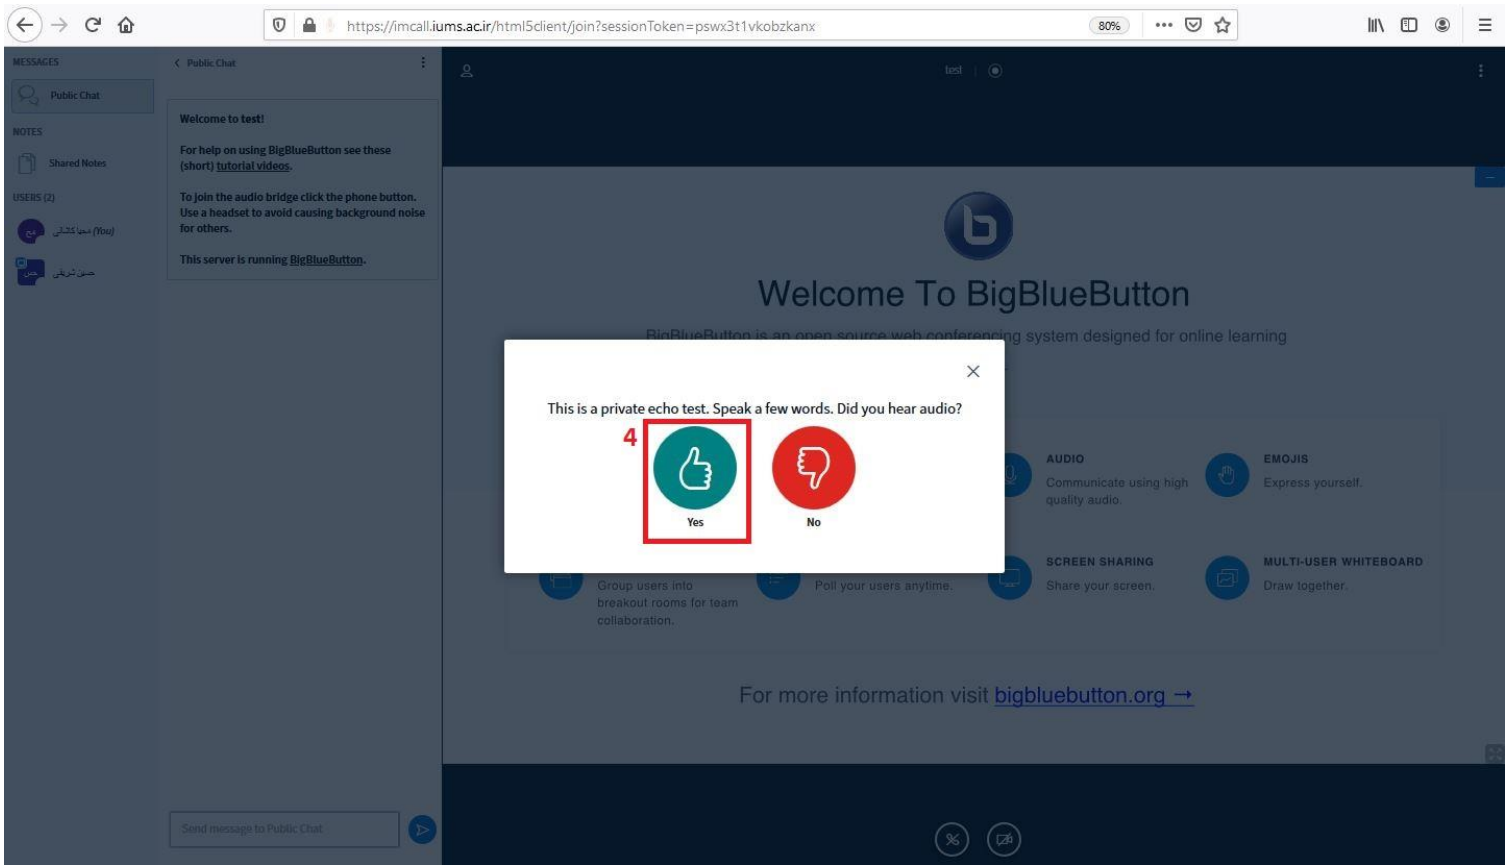 https://imcall.iums.ac.ir/html5client/join?sessionToken=pswx3t1vkobzkanx
80%
MESSAGES
Public Chat
NOTES
Shared Notes
USERS (2)
محیا کاشانی (You)
حسین شریفی
Public Chat
Welcome to test!
For help on using BigBlueButton see these
(short) tutorial videos.
To join the audio bridge click the phone button.
Use a headset to avoid causing background noise
for others.
This server is running BigBlueButton.
Send message to Public Chat
test
b
Welcome To BigBlueButton
BigBlueButton is an open source web conferencing system designed for online learning
This is a private echo test. Speak a few words. Did you hear audio?
4
Yes
No
AUDIO
Communicate using high
quality audio.
EMOJIS
Express yourself.
Group users into
breakout rooms for team
collaboration.
Poll your users anytime.
SCREEN SHARING
Share your screen.
MULTI-USER WHITEBOARD
Draw together.
For more information visit bigbluebutton.org →